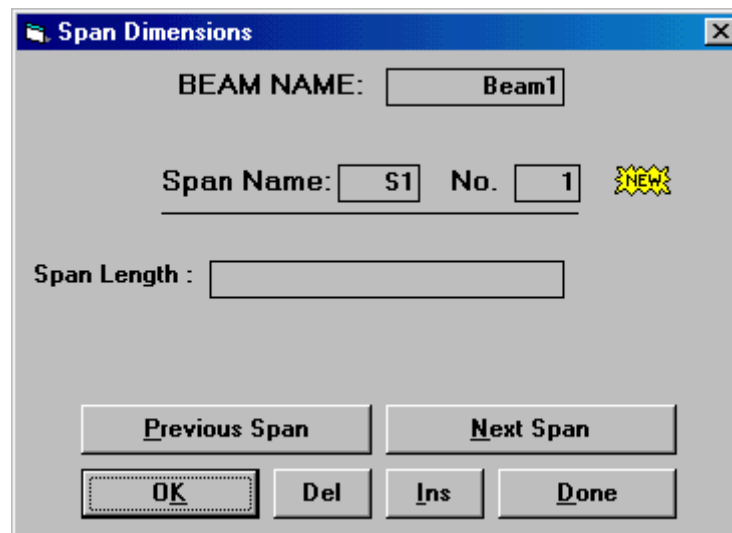 Span Dimensions
BEAM NAME: Beam1
Span Name: S1 No. 1 NEW
Span Length :
Previous Span Next Span
OK Del Ins Done